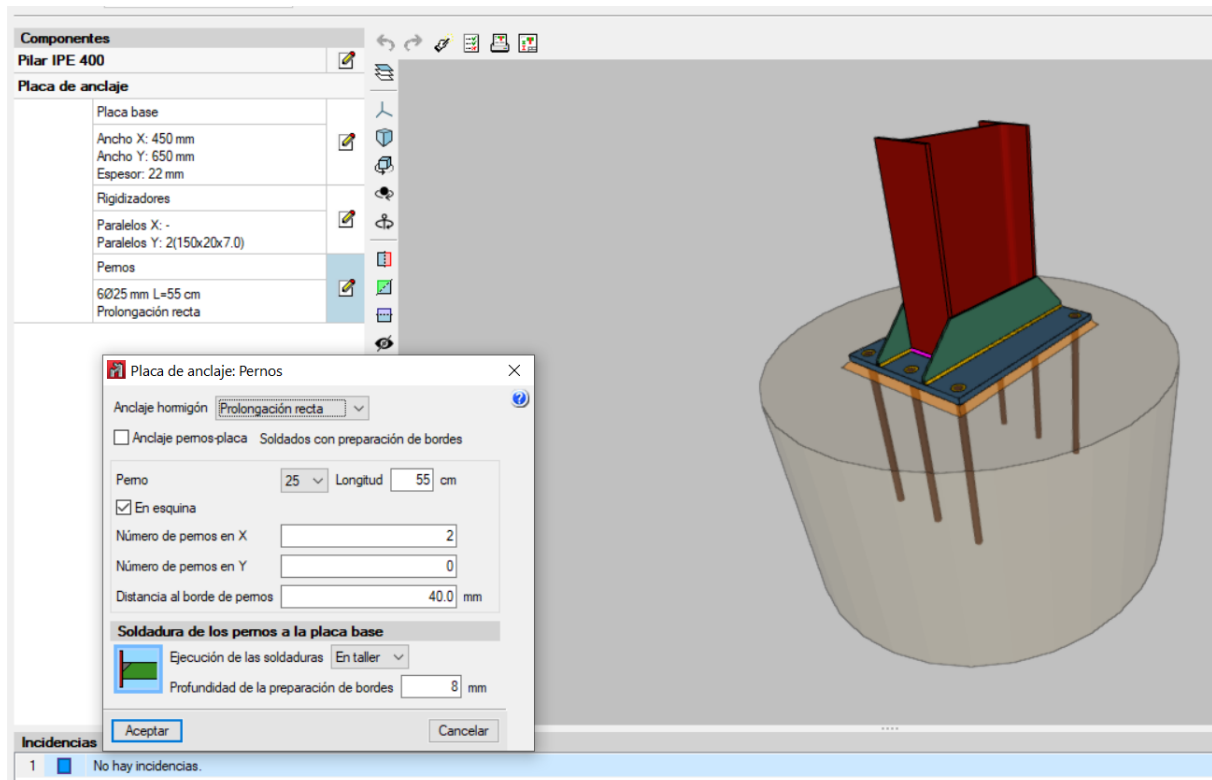 Componentes
Pilar IPE 400
Placa de anclaje
Placa base
Ancho X: 450 mm
Ancho Y: 650 mm
Espesor: 22 mm
Rigidizadores
Paralelos X: -
Paralelos Y: 2(150x20x7.0)
Pernos
6Ø25 mm L=55 cm
Prolongación recta
Placa de anclaje: Pernos
Anclaje hormigón Prolongación recta
Anclaje pernos-placa Soldados con preparación de bordes
Perno 25 Longitud 55 cm
En esquina
Número de pernos en X 2
Número de pernos en Y 0
Distancia al borde de pernos 40.0 mm
Soldadura de los pernos a la placa base
Ejecución de las soldaduras En taller
Profundidad de la preparación de bordes 8 mm
Aceptar Cancelar
Incidencias
1 No hay incidencias.